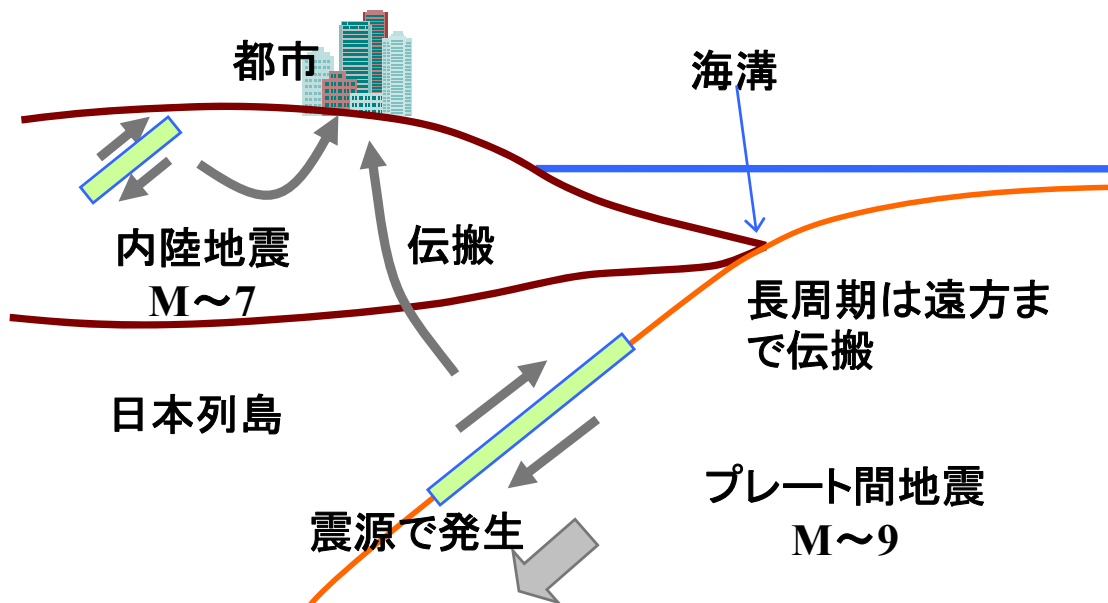 都市
海溝
内陸地震
M～7
伝搬
長周期は遠方ま
で伝搬
日本列島
プレート間地震
M～9
震源で発生